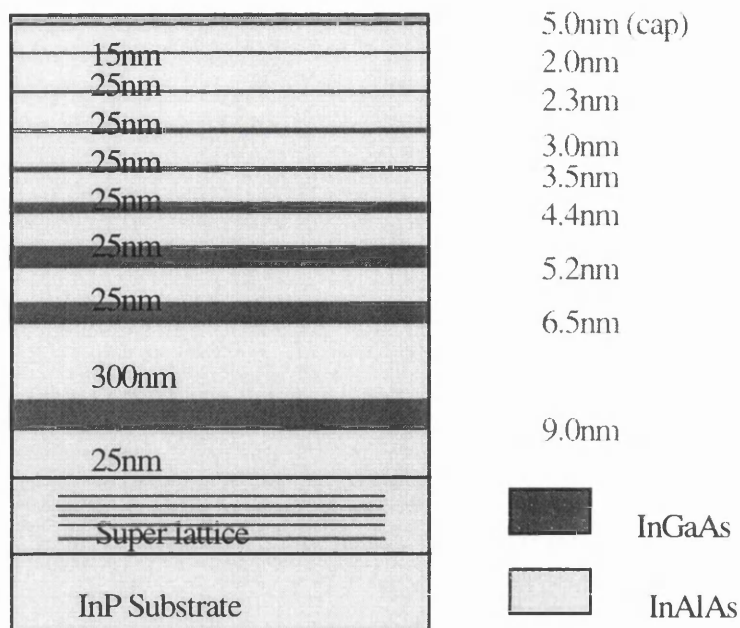 5.0nm (cap)
15nm
2.0nm
25nm
2.3nm
25nm
3.0nm
25nm
3.5nm
25nm
4.4nm
25nm
5.2nm
25nm
6.5nm
300nm
9.0nm
25nm
Super lattice
InGaAs
InP Substrate
InAlAs